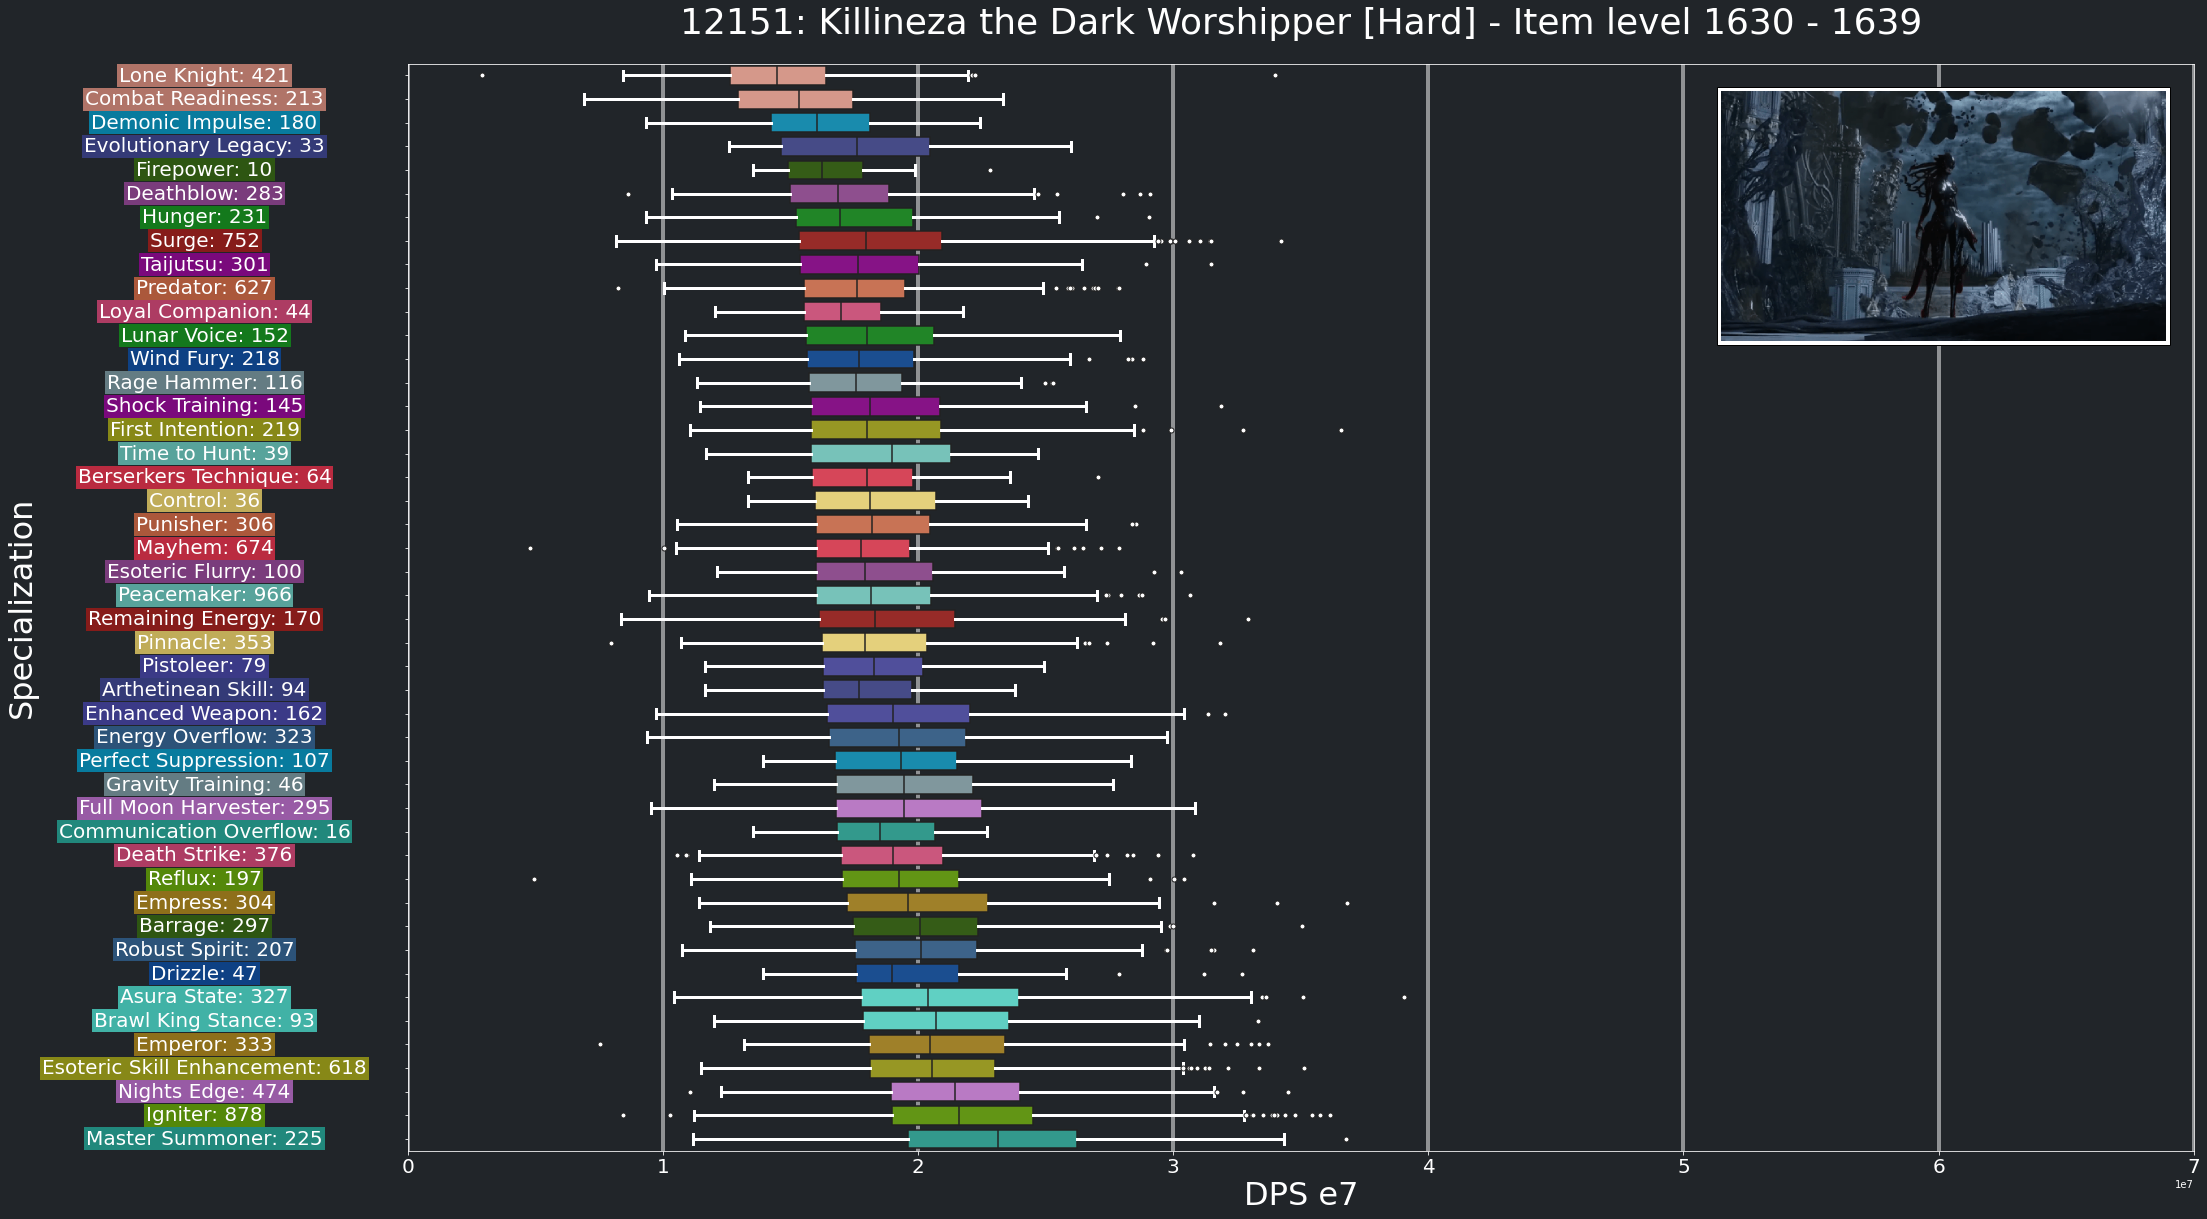 12151: Killineza the Dark Worshipper [Hard] - Item level 1630 - 1639
Specialization
Lone Knight: 421
Combat Readiness: 213
Demonic Impulse: 180
Evolutionary Legacy: 33
Firepower: 10
Deathblow: 283
Hunger: 231
Surge: 752
Taijutsu: 301
Predator: 627
Loyal Companion: 44
Lunar Voice: 152
Wind Fury: 218
Rage Hammer: 116
Shock Training: 145
First Intention: 219
Time to Hunt: 39
Berserkers Technique: 64
Control: 36
Punisher: 306
Mayhem: 674
Esoteric Flurry: 100
Peacemaker: 966
Remaining Energy: 170
Pinnacle: 353
Pistoleer: 79
Arthetinean Skill: 94
Enhanced Weapon: 162
Energy Overflow: 323
Perfect Suppression: 107
Gravity Training: 46
Full Moon Harvester: 295
Communication Overflow: 16
Death Strike: 376
Reflux: 197
Empress: 304
Barrage: 297
Robust Spirit: 207
Drizzle: 47
Asura State: 327
Brawl King Stance: 93
Emperor: 333
Esoteric Skill Enhancement: 618
Nights Edge: 474
Igniter: 878
Master Summoner: 225
0 1 2 3 4 5 6 7
1e7
DPS e7